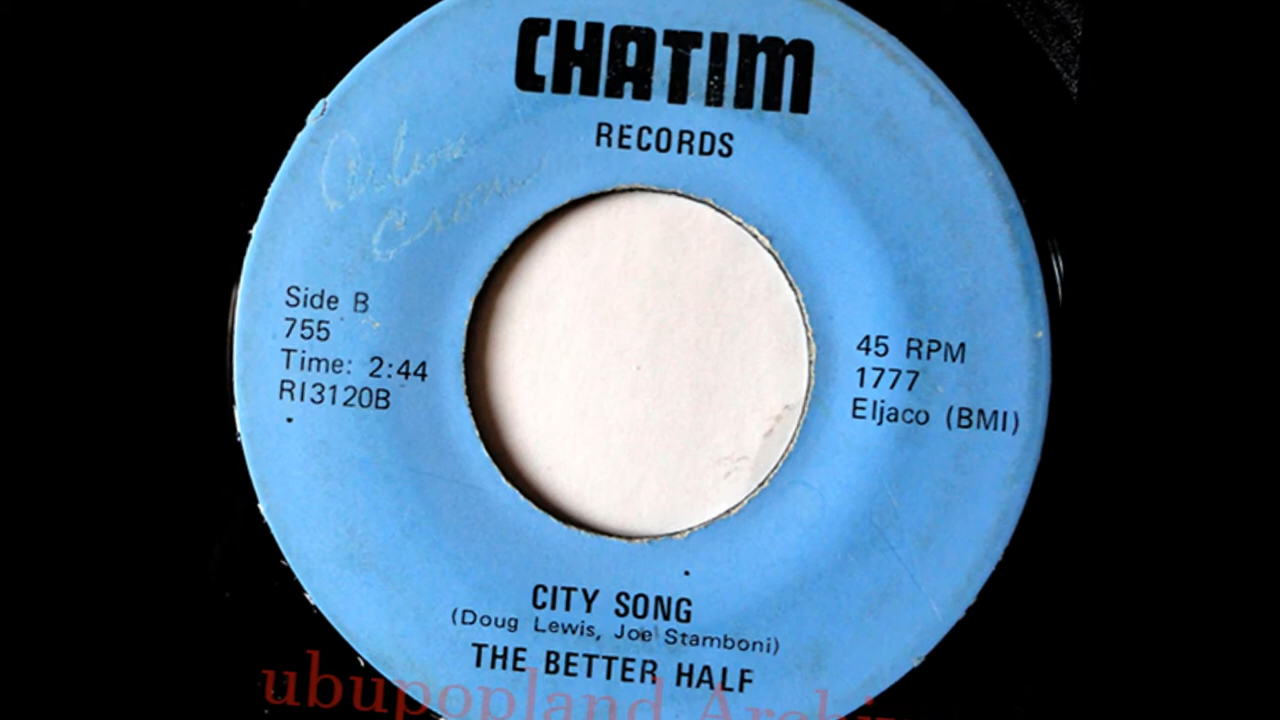 CHATIM
RECORDS
Side B
755
Time: 2:44
RI3120B
45 RPM
1777
Eljaco (BMI)
CITY SONG
(Doug Lewis, Joe Stamboni)
THE BETTER HALF
ubupopland